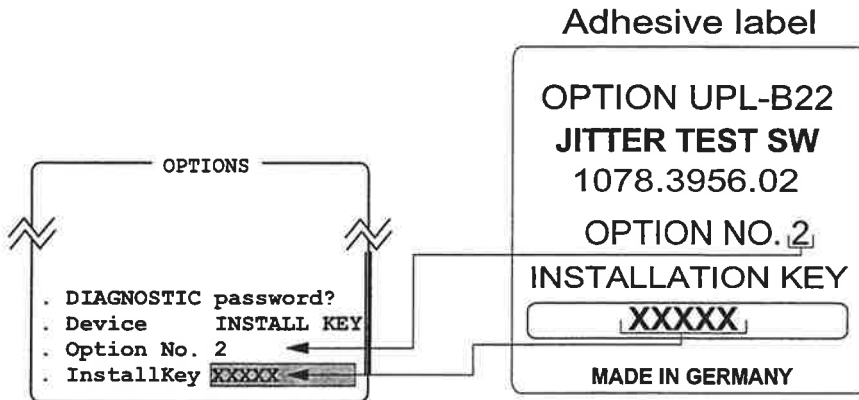 Adhesive label
OPTION UPL-B22
JITTER TEST SW
1078.3956.02
OPTION NO. 2
INSTALLATION KEY
XXXXX
MADE IN GERMANY
OPTIONS
. DIAGNOSTIC password?
. Device INSTALL KEY
. Option No. 2
. InstallKey XXXXX